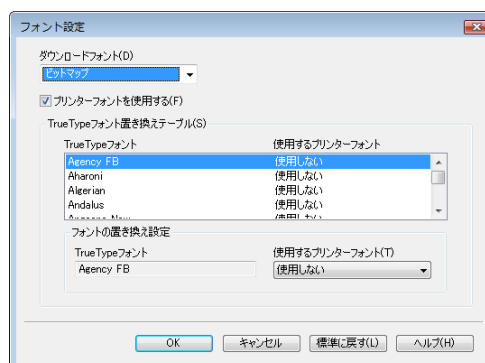 フォント設定
ダウンロードフォント(D)
ビットマップ
プリンターフォントを使用する(F)
TrueTypeフォント置き換えテーブル(S)
TrueTypeフォント 使用するプリンターフォント
Agency FB 使用しない
Aharoni 使用しない
Algerian 使用しない
Andalus 使用しない
フォントの置き換え設定
TrueTypeフォント 使用するプリンターフォント(T)
Agency FB 使用しない
OK キャンセル 標準に戻す(L) ヘルプ(H)